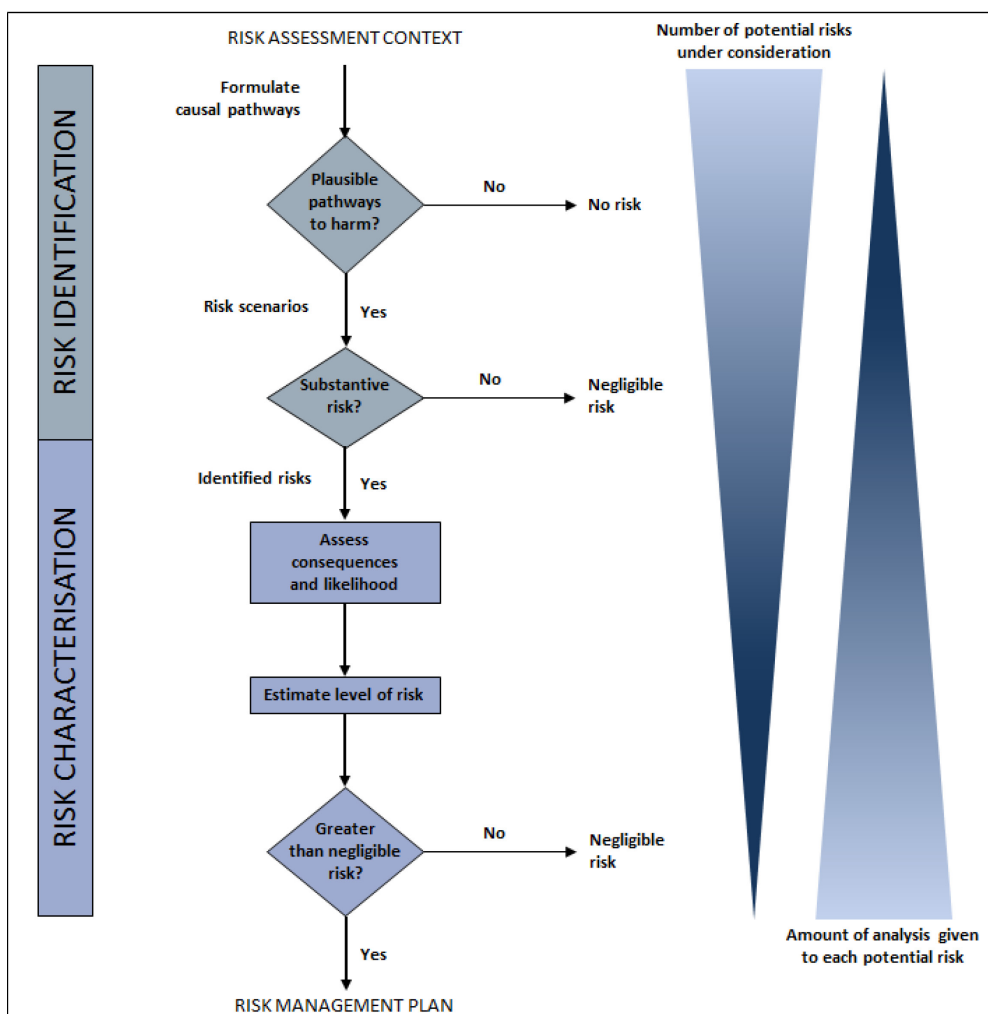 RISK ASSESSMENT CONTEXT
Number of potential risks
under consideration
RISK IDENTIFICATION
Formulate
causal pathways
Plausible
pathways
to harm?
No
No risk
Risk scenarios
Yes
Substantive
risk?
No
Negligible
risk
RISK CHARACTERISATION
Identified risks
Yes
Assess
consequences
and likelihood
Estimate level of risk
Greater
than negligible
risk?
No
Negligible
risk
Yes
Amount of analysis given
to each potential risk
RISK MANAGEMENT PLAN